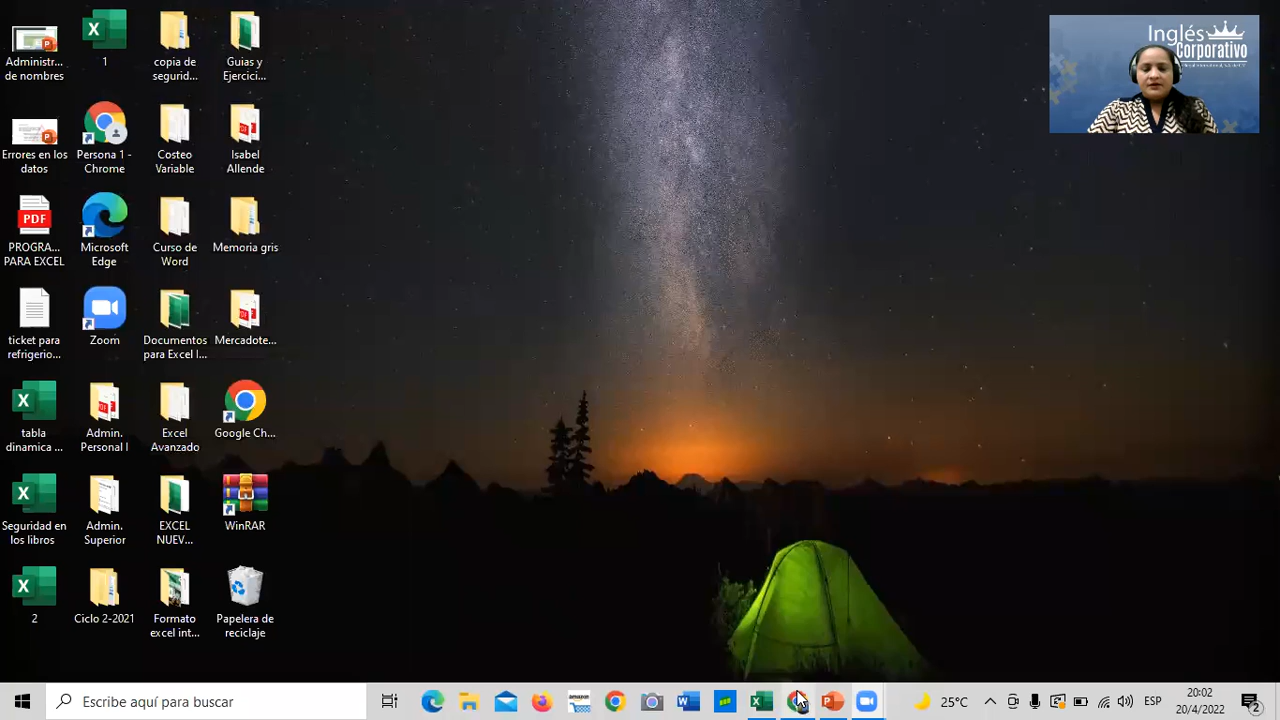 Administr...
de nombres
1
copia de
segurid...
Guias y
Ejercici...
Inglés
Corporativo
Errores en los
datos
Persona 1 -
Chrome
Costeo
Variable
Isabel
Allende
PDF
PROGRA...
PARA EXCEL
Microsoft
Edge
Curso de
Word
Memoria gris
ticket para
refrigerio...
Zoom
Documentos
para Excel I...
Mercadote...
tabla
dinamica ...
Admin.
Personal I
Excel
Avanzado
Google Ch...
Seguridad en
los libros
Admin.
Superior
EXCEL
NUEV...
WinRAR
2
Ciclo 2-2021
Formato
excel int...
Papelera de
reciclaje
Escribe aquí para buscar
amazon
25°C
ESP
20:02
20/4/2022
2